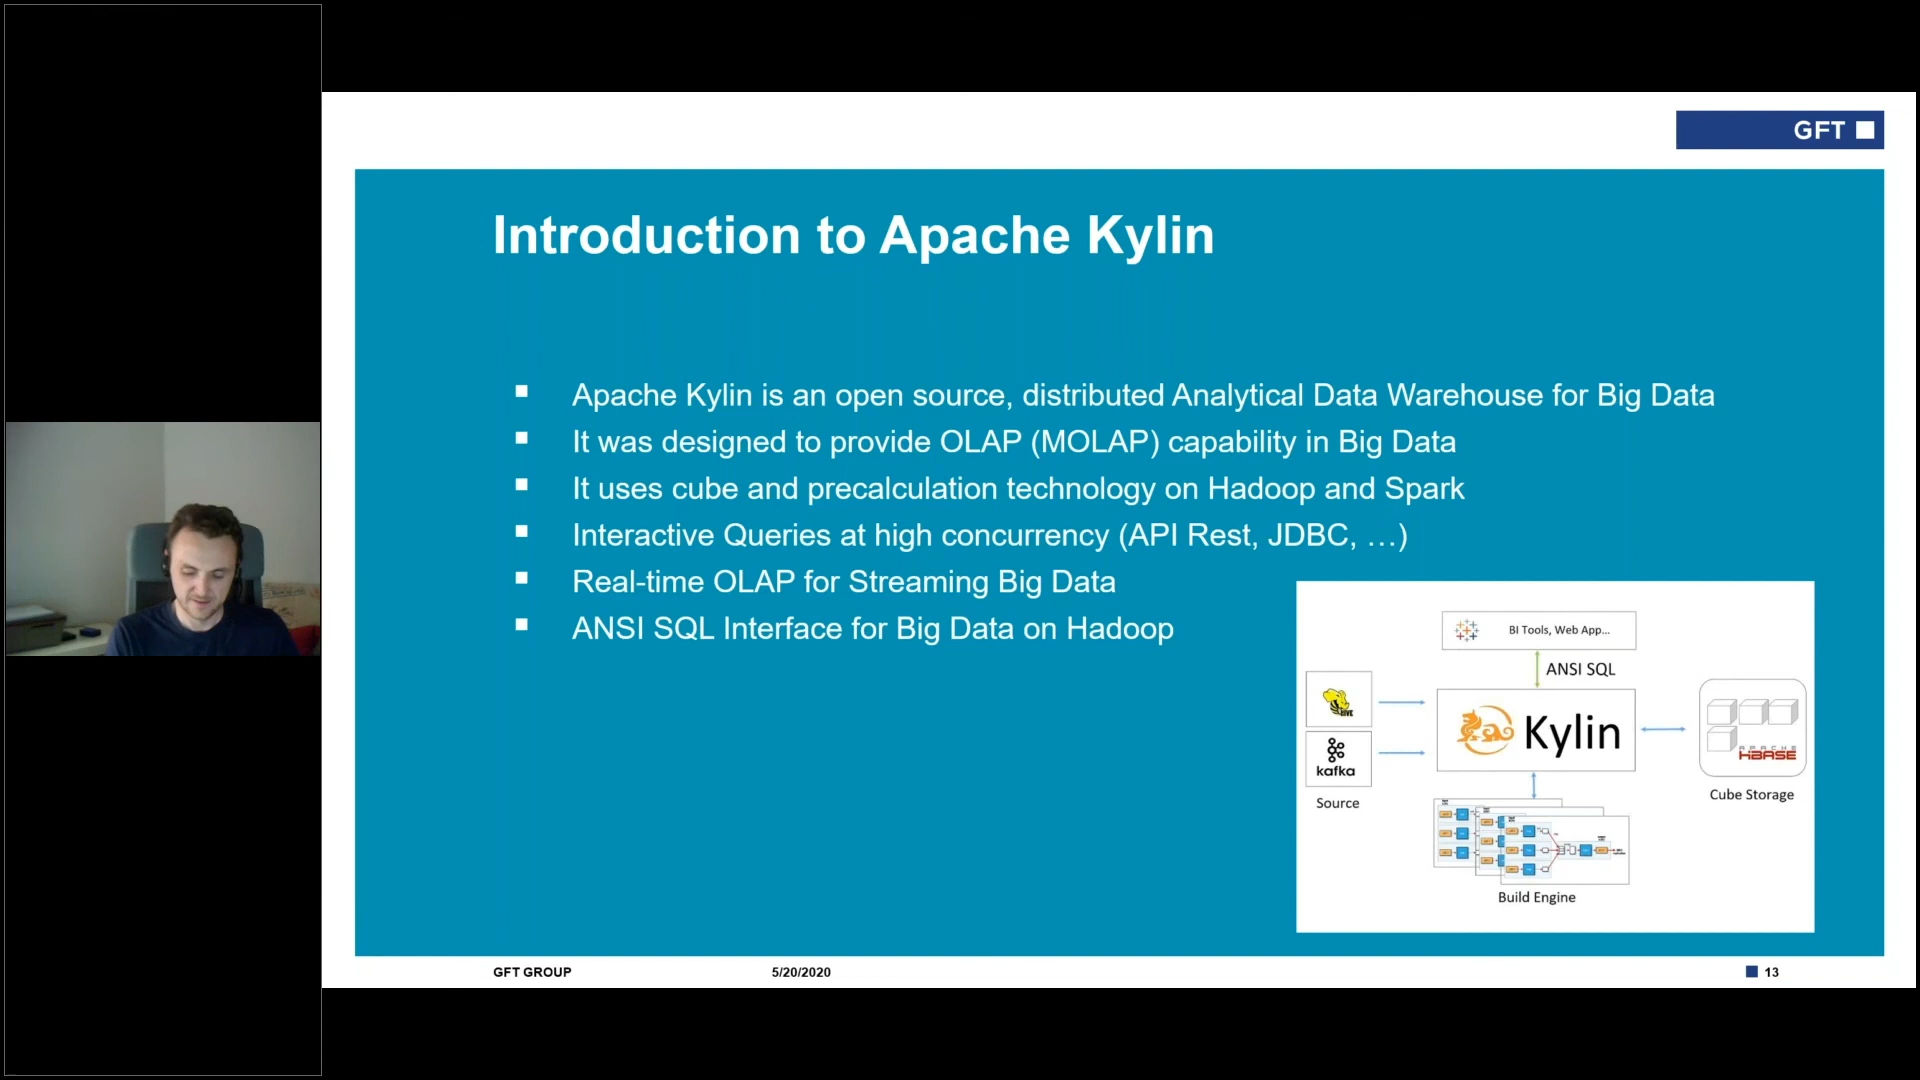 GFT
Introduction to Apache Kylin
Apache Kylin is an open source, distributed Analytical Data Warehouse for Big Data
It was designed to provide OLAP (MOLAP) capability in Big Data
It uses cube and precalculation technology on Hadoop and Spark
Interactive Queries at high concurrency (API Rest, JDBC, …)
Real-time OLAP for Streaming Big Data
ANSI SQL Interface for Big Data on Hadoop
BI Tools, Web App...
ANSI SQL
HIVE
Kylin
kafka
APACHE
HBASE
Source
Cube Storage
Build Engine
GFT GROUP
5/20/2020
13